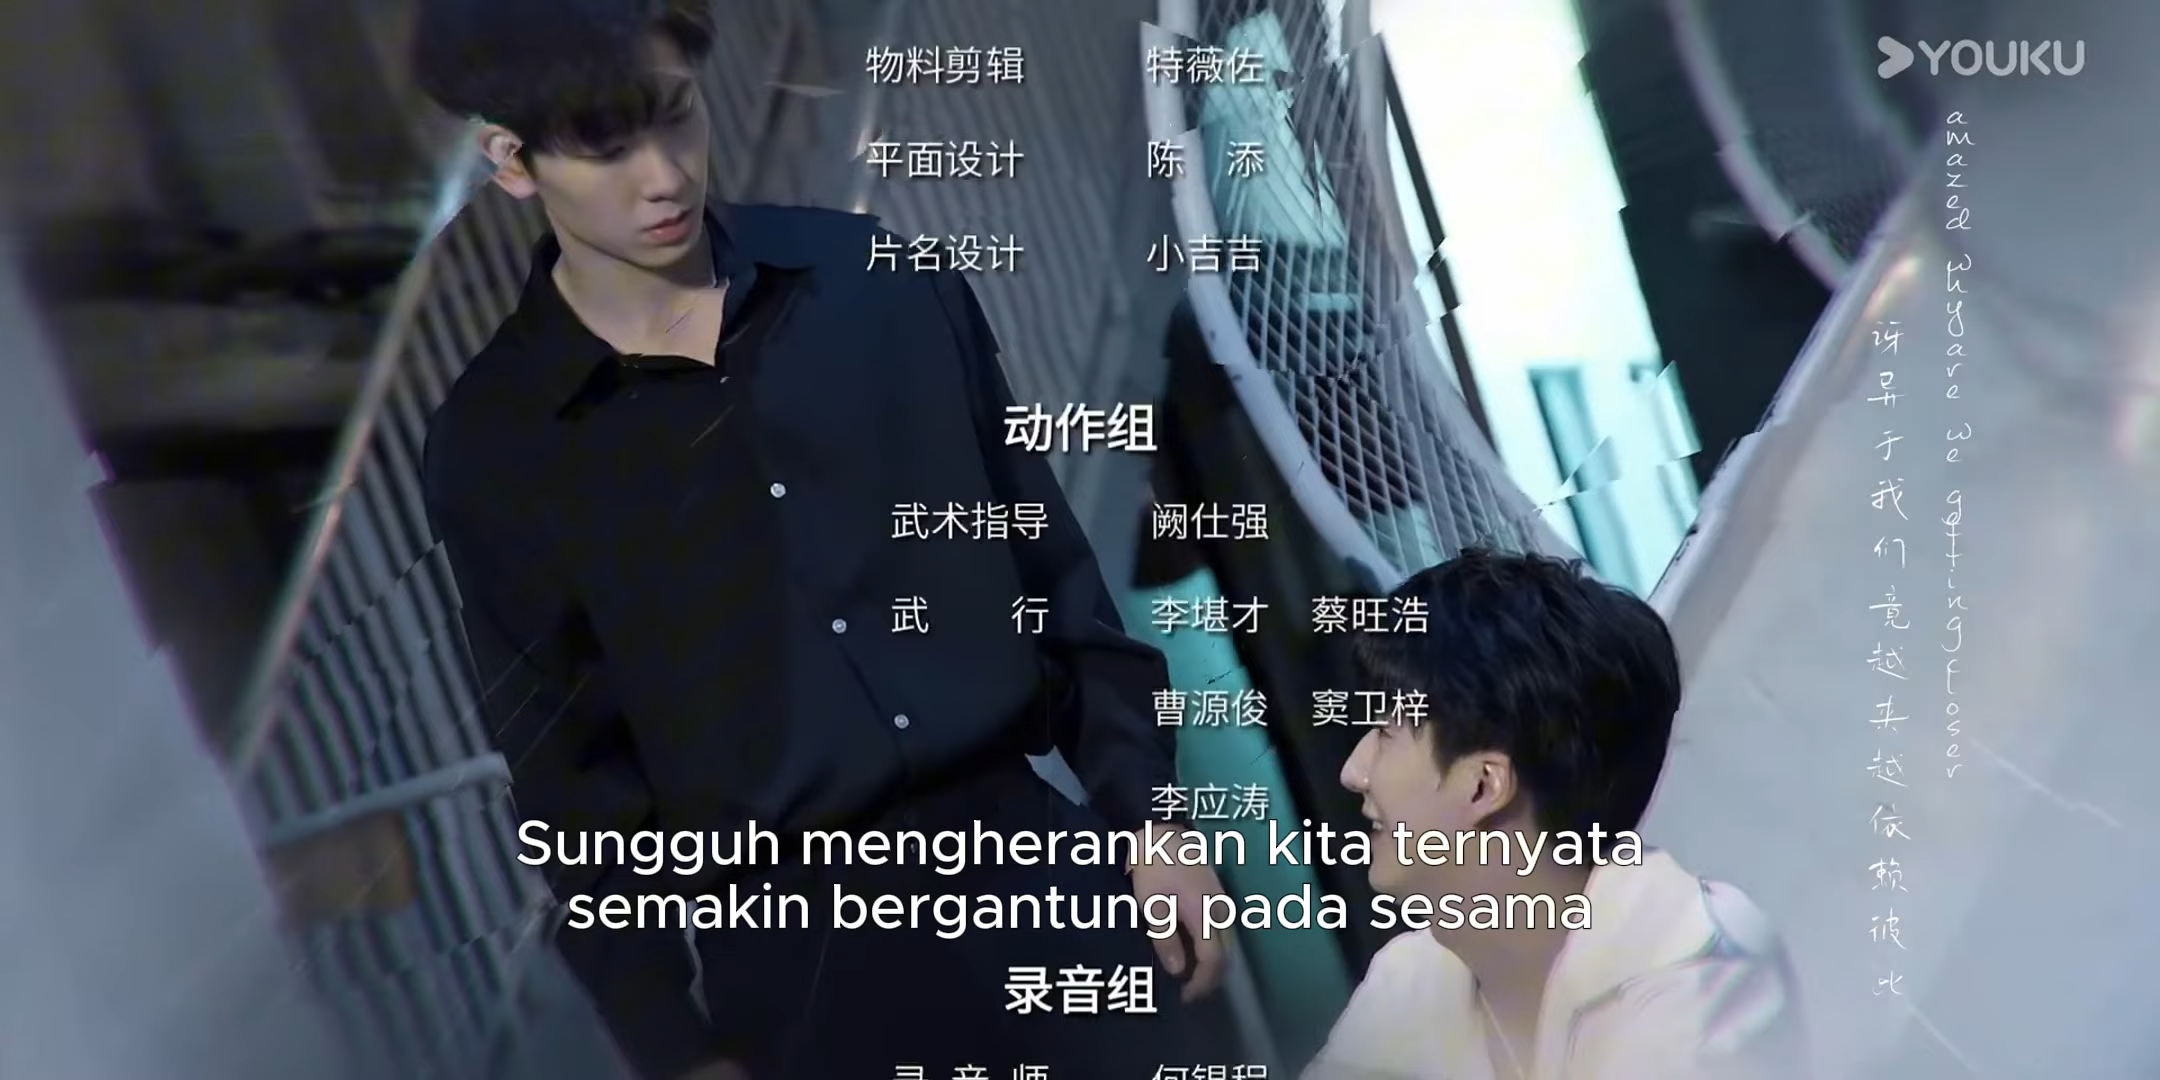 YOUKU
物料剪辑 特薇佐
平面设计 陈 添
片名设计 小吉吉
动作组
武术指导 阙仕强
武 行 李堪才 蔡旺浩
曹源俊 窦卫梓
李应涛
Sungguh mengherankan kita ternyata
semakin bergantung pada sesama
录音组
录 音 师
amazed why are we getting closer
讶异于我们竟越来越依赖彼此